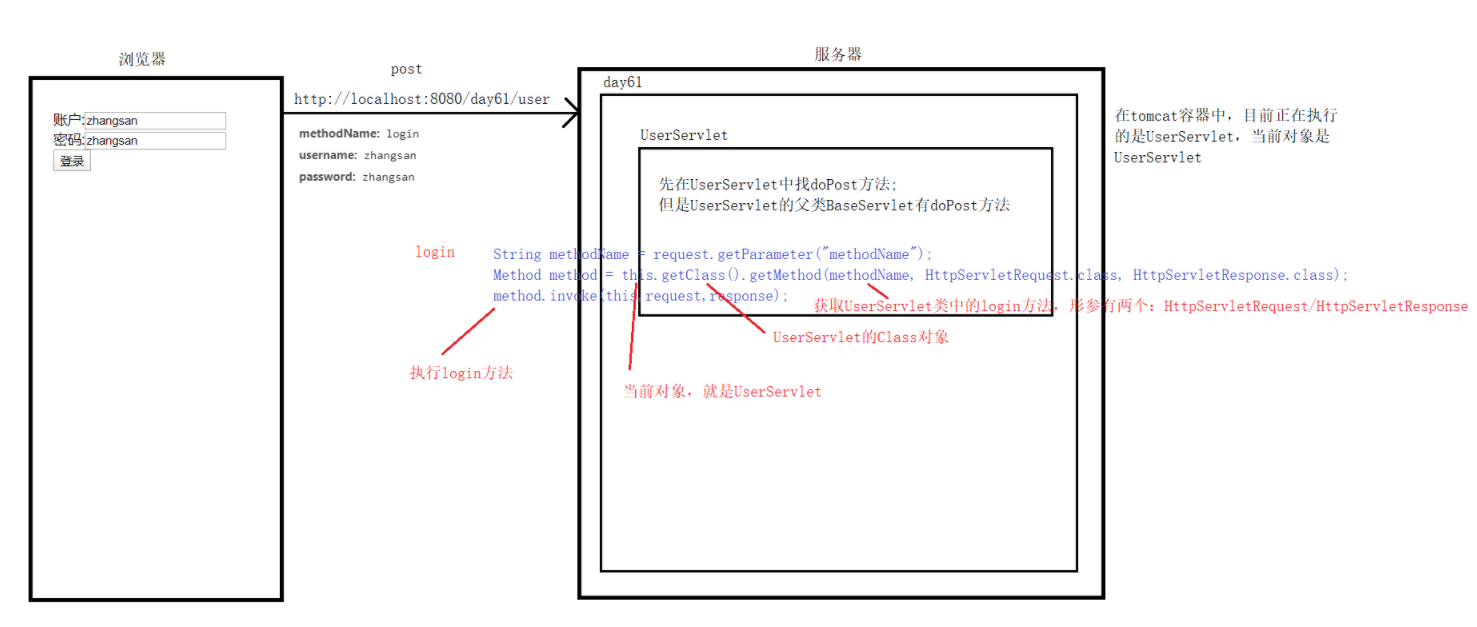 浏览器
账户:zhangsan
密码:zhangsan
登录
post
http://localhost:8080/day61/user
methodName: login
username: zhangsan
password: zhangsan
服务器
day61
UserServlet
先在UserServlet中找doPost方法;
但是UserServlet的父类BaseServlet有doPost方法
login
String methodName = request.getParameter("methodName");
Method method = this.getClass().getMethod(methodName, HttpServletRequest.class, HttpServletResponse.class);
method.invoke(this,request,response);
获取UserServlet类中的login方法，形参有两个：HttpServletRequest/HttpServletResponse
UserServlet的Class对象
执行login方法
当前对象，就是UserServlet
在tomcat容器中，目前正在执行
的是UserServlet，当前对象是
UserServlet